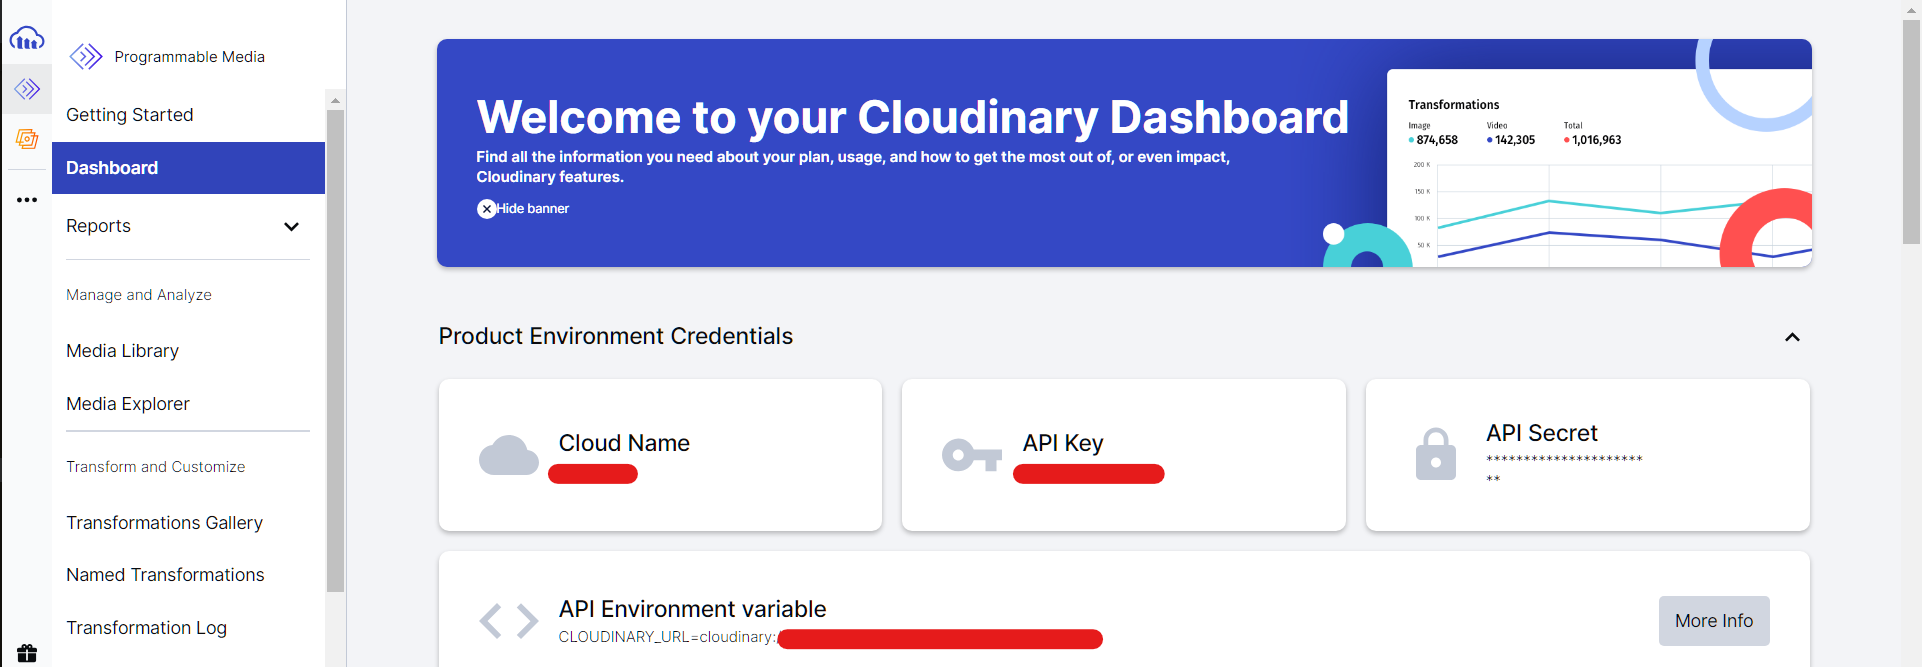 Programmable Media
Getting Started
Dashboard
Reports
Manage and Analyze
Media Library
Media Explorer
Transform and Customize
Transformations Gallery
Named Transformations
Transformation Log
Welcome to your Cloudinary Dashboard
Find all the information you need about your plan, usage, and how to get the most out of, or even impact,
Cloudinary features.
Hide banner
Transformations
Image Video Total
874,658 142,305 1,016,963
200 K
150 K
100 K
50 K
Product Environment Credentials
Cloud Name
API Key
API Secret
*********************
**
API Environment variable
CLOUDINARY_URL=cloudinary:
More Info